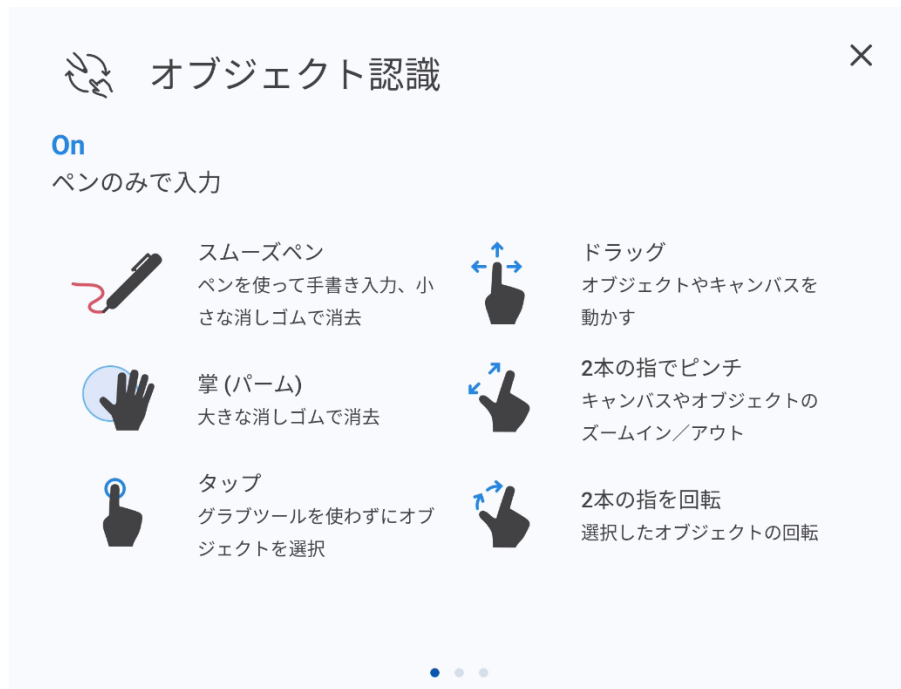 オブジェクト認識
On
ペンのみで入力
スムーズペン
ペンを使って手書き入力、小
さな消しゴムで消去
掌 (パーム)
大きな消しゴムで消去
タップ
グラブツールを使わずにオブ
ジェクトを選択
ドラッグ
オブジェクトやキャンバスを
動かす
2本の指でピンチ
キャンバスやオブジェクトの
ズームイン／アウト
2本の指を回転
選択したオブジェクトの回転